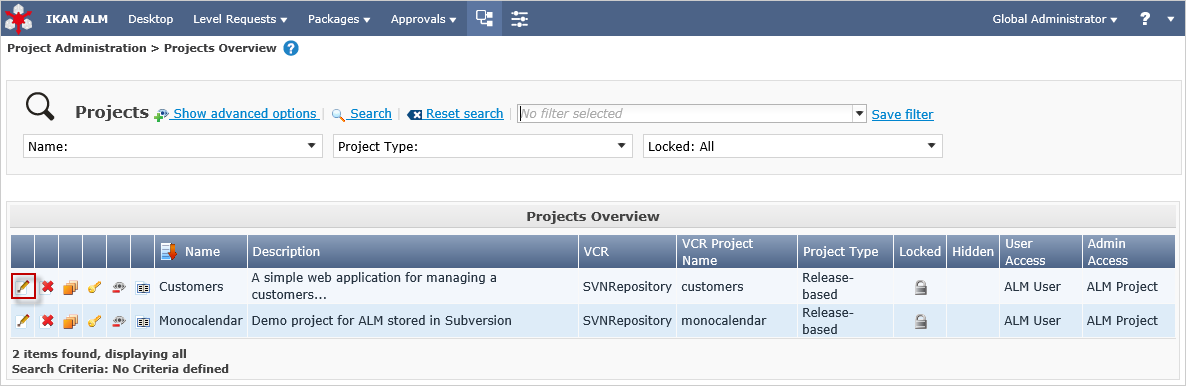 IKAN ALM Desktop Level Requests Packages Approvals Global Administrator ?
Project Administration > Projects Overview ?
Projects Show advanced options | Search | Reset search | No filter selected Save filter
Name: Project Type: Locked: All
Projects Overview
Name Description VCR VCR Project Name Project Type Locked Hidden User Access Admin Access
Customers A simple web application for managing a customers... SVNRepository customers Release-based ALM User ALM Project
Monocalendar Demo project for ALM stored in Subversion SVNRepository monocalendar Release-based ALM User ALM Project
2 items found, displaying all
Search Criteria: No Criteria defined